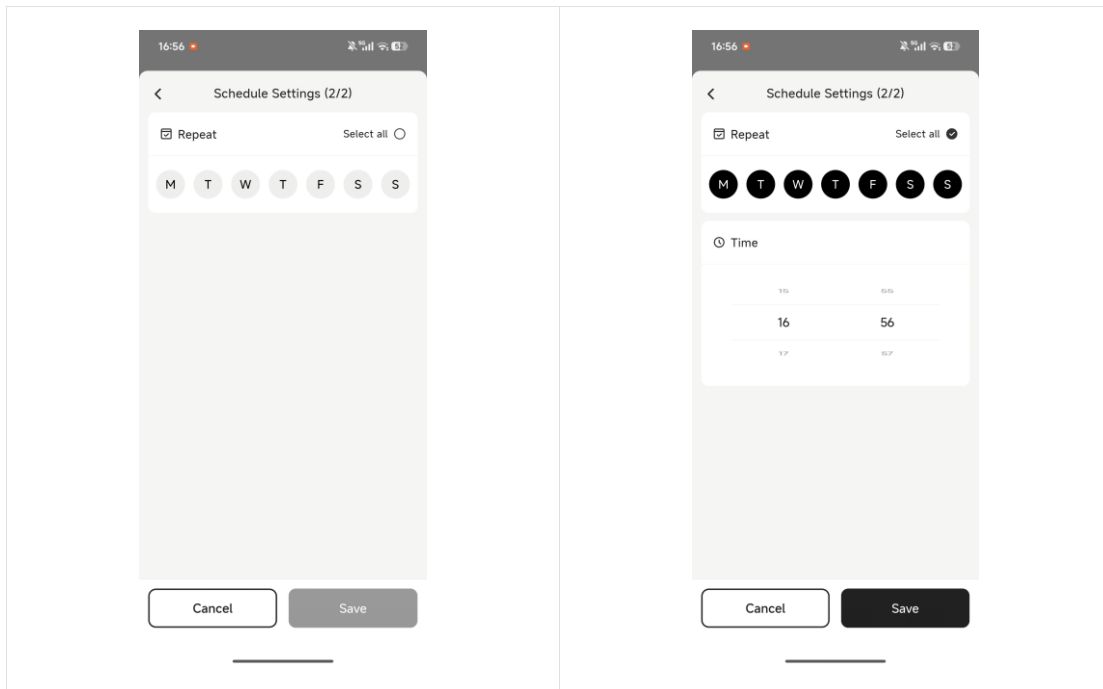 16:56
Schedule Settings (2/2)
Repeat Select all
M T W T F S S
Cancel Save
16:56
Schedule Settings (2/2)
Repeat Select all
M T W T F S S
Time
15 55
16 56
17 57
Cancel Save